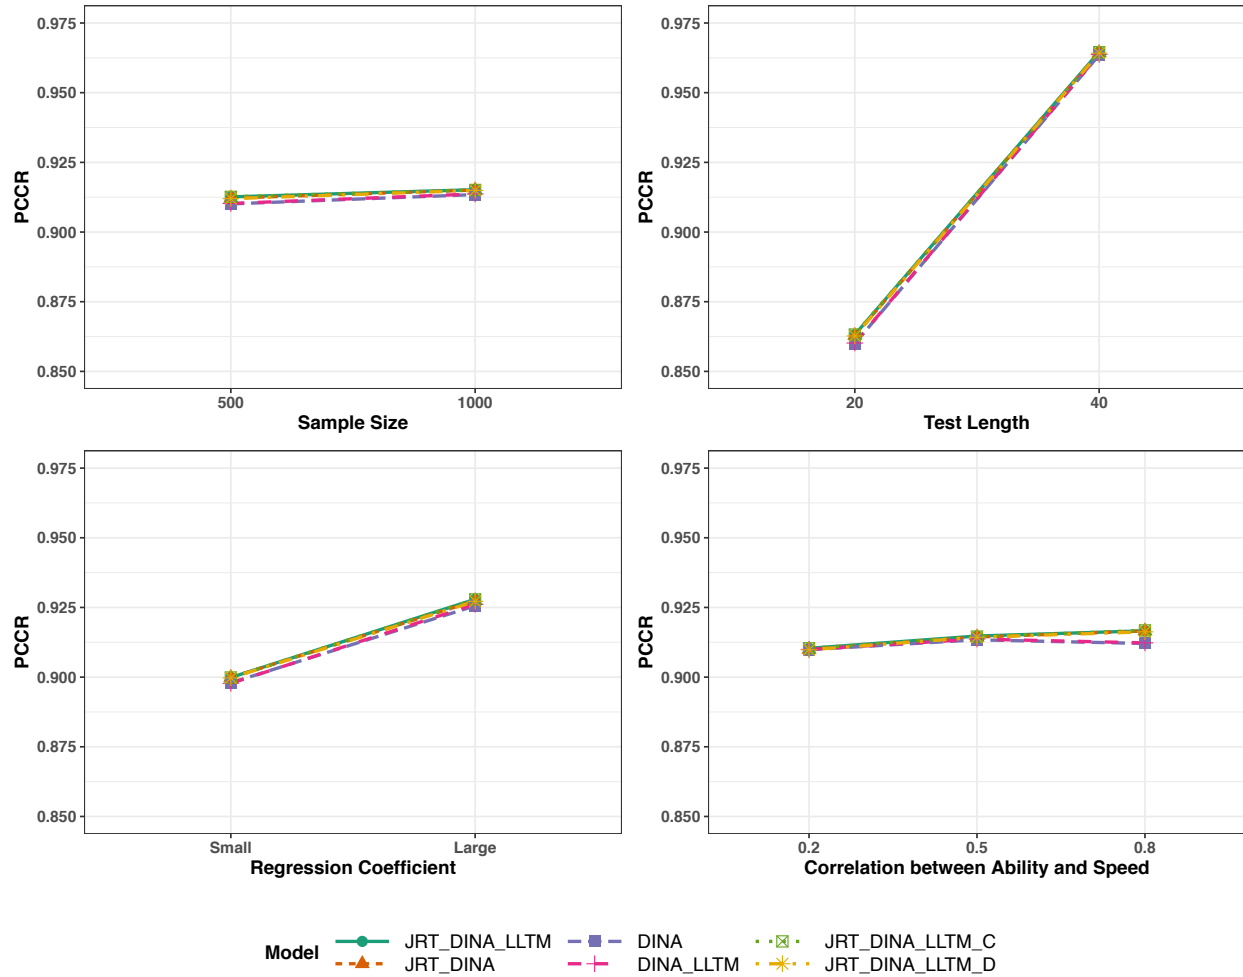 0.975
0.950
0.925
0.900
0.875
0.850
PCCR
500
1000
Sample Size
0.975
0.950
0.925
0.900
0.875
0.850
PCCR
20
40
Test Length
0.975
0.950
0.925
0.900
0.875
0.850
PCCR
Small
Large
Regression Coefficient
0.975
0.950
0.925
0.900
0.875
0.850
PCCR
0.2
0.5
0.8
Correlation between Ability and Speed
Model
JRT_DINA_LLTM
DINA
JRT_DINA_LLTM_C
JRT_DINA
DINA_LLTM
JRT_DINA_LLTM_D